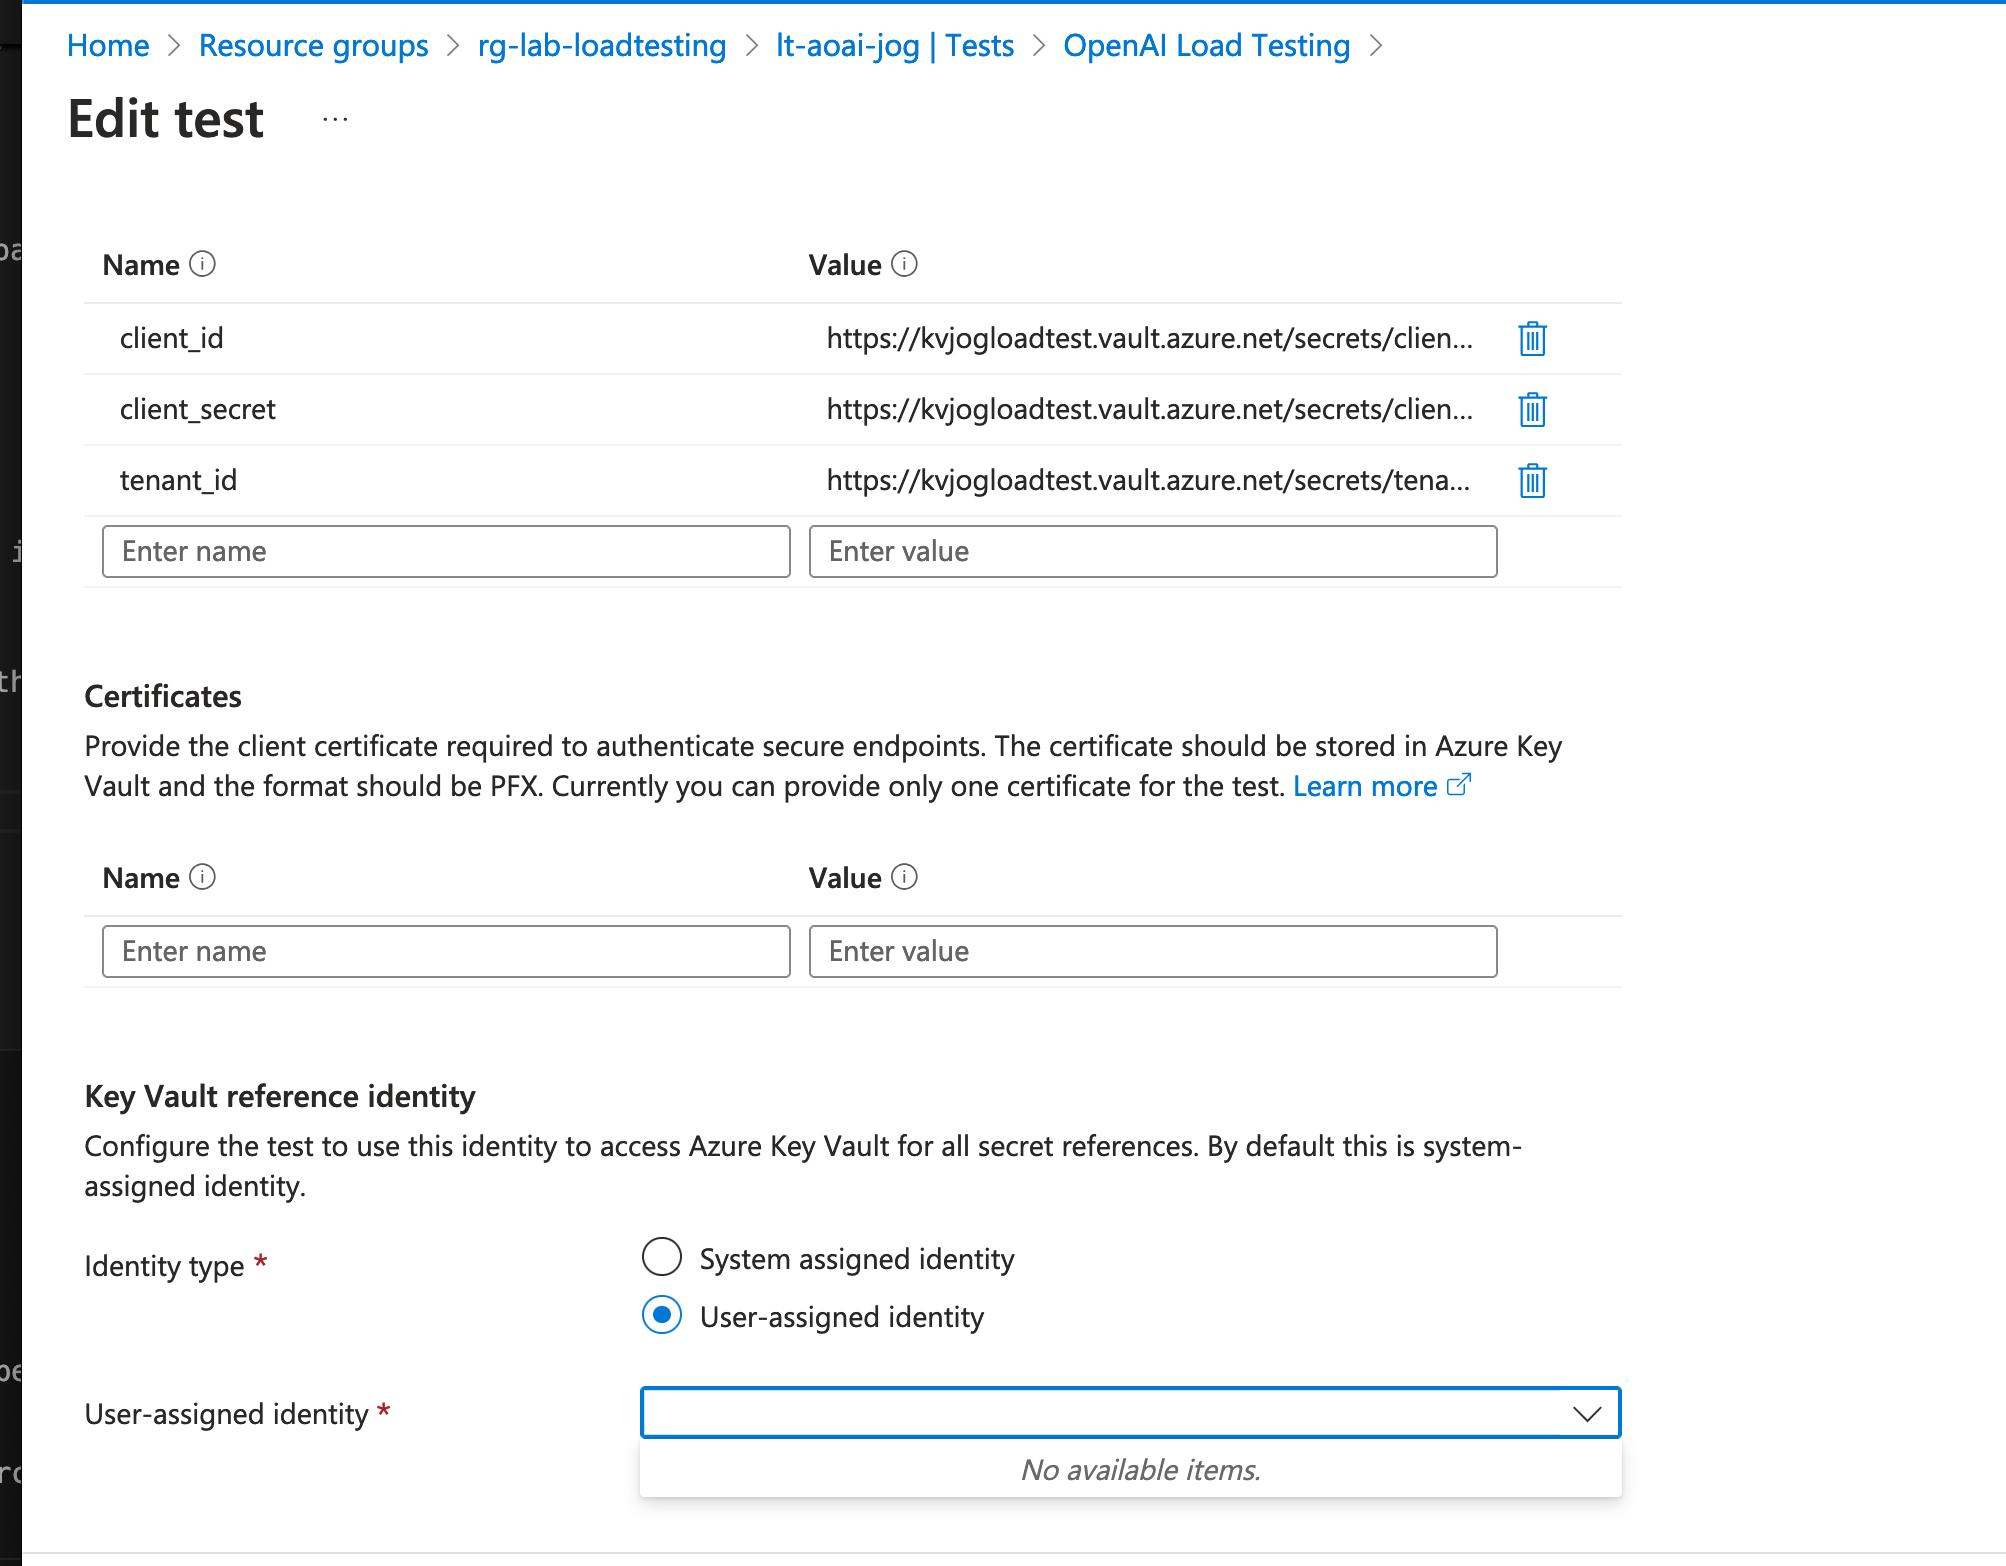 Home > Resource groups > rg-lab-loadtesting > lt-aoai-jog | Tests > OpenAI Load Testing >
Edit test ...
Name Value
client_id https://kvjogloadtest.vault.azure.net/secrets/clien...
client_secret https://kvjogloadtest.vault.azure.net/secrets/clien...
tenant_id https://kvjogloadtest.vault.azure.net/secrets/tena...
Enter name Enter value
Certificates
Provide the client certificate required to authenticate secure endpoints. The certificate should be stored in Azure Key
Vault and the format should be PFX. Currently you can provide only one certificate for the test. Learn more
Name Value
Enter name Enter value
Key Vault reference identity
Configure the test to use this identity to access Azure Key Vault for all secret references. By default this is system-
assigned identity.
Identity type *
System assigned identity
User-assigned identity
User-assigned identity *
No available items.